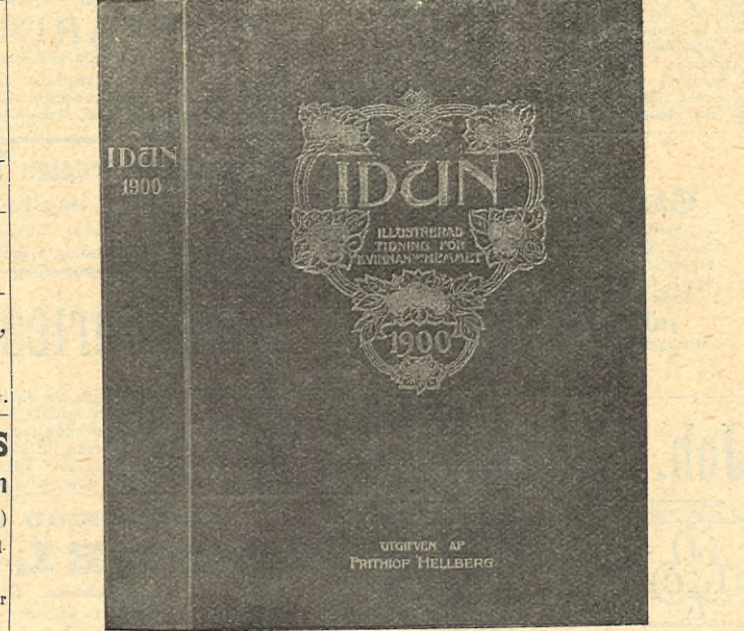 IDUN
1900
IDUN
ILLUSTRERAD
TIDNING FÖR
KVINNAN OCH HEMMET
1900
UTGIFVEN AF
FRITHIOF HELLBERG